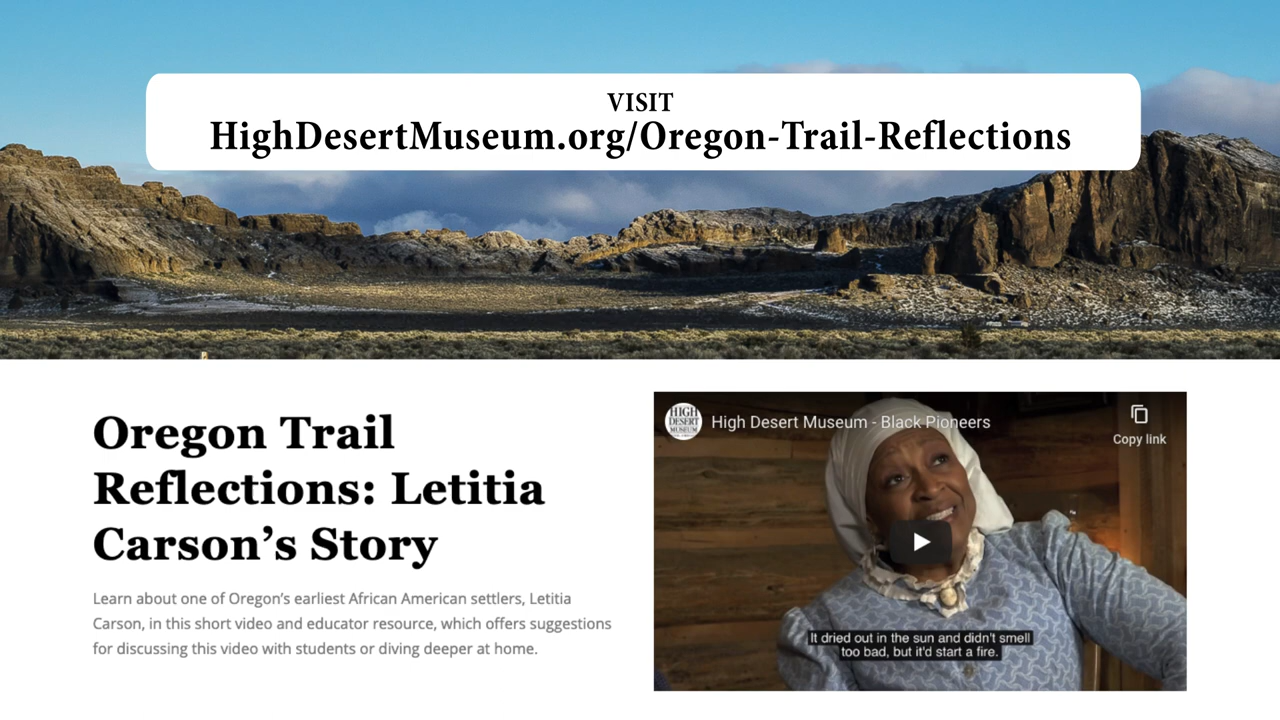 VISIT
HighDesertMuseum.org/Oregon-Trail-Reflections
Oregon Trail
Reflections: Letitia
Carson’s Story
Learn about one of Oregon’s earliest African American settlers, Letitia
Carson, in this short video and educator resource, which offers suggestions
for discussing this video with students or diving deeper at home.
HIGH
DESERT
MUSEUM
High Desert Museum - Black Pioneers
Copy link
It dried out in the sun and didn't smell
too bad, but it'd start a fire.